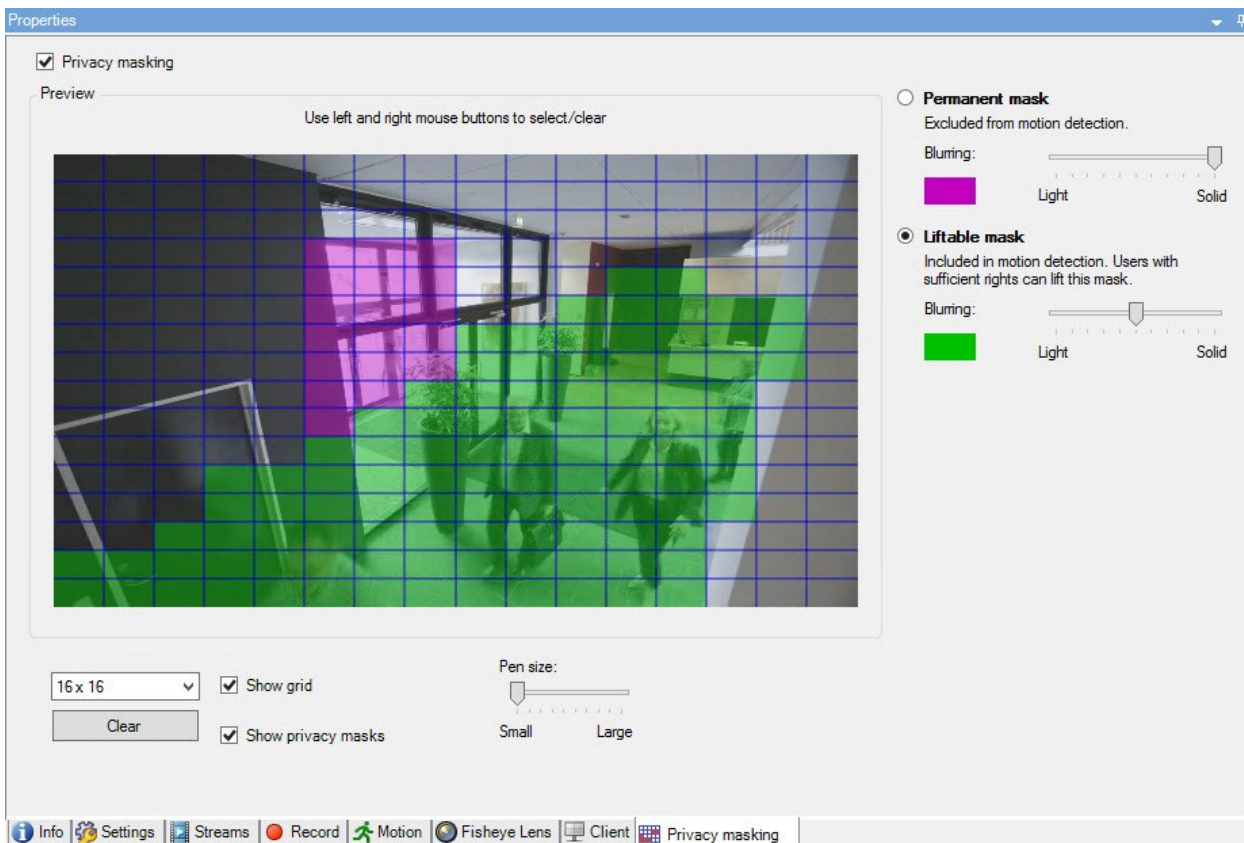 Properties
Privacy masking
Preview
Use left and right mouse buttons to select/clear
Permanent mask
Excluded from motion detection.
Blurring:
Light Solid
Liftable mask
Included in motion detection. Users with
sufficient rights can lift this mask.
Blurring:
Light Solid
16 x 16
Show grid
Clear
Show privacy masks
Pen size:
Small Large
Info Settings Streams Record Motion Fisheye Lens Client Privacy masking